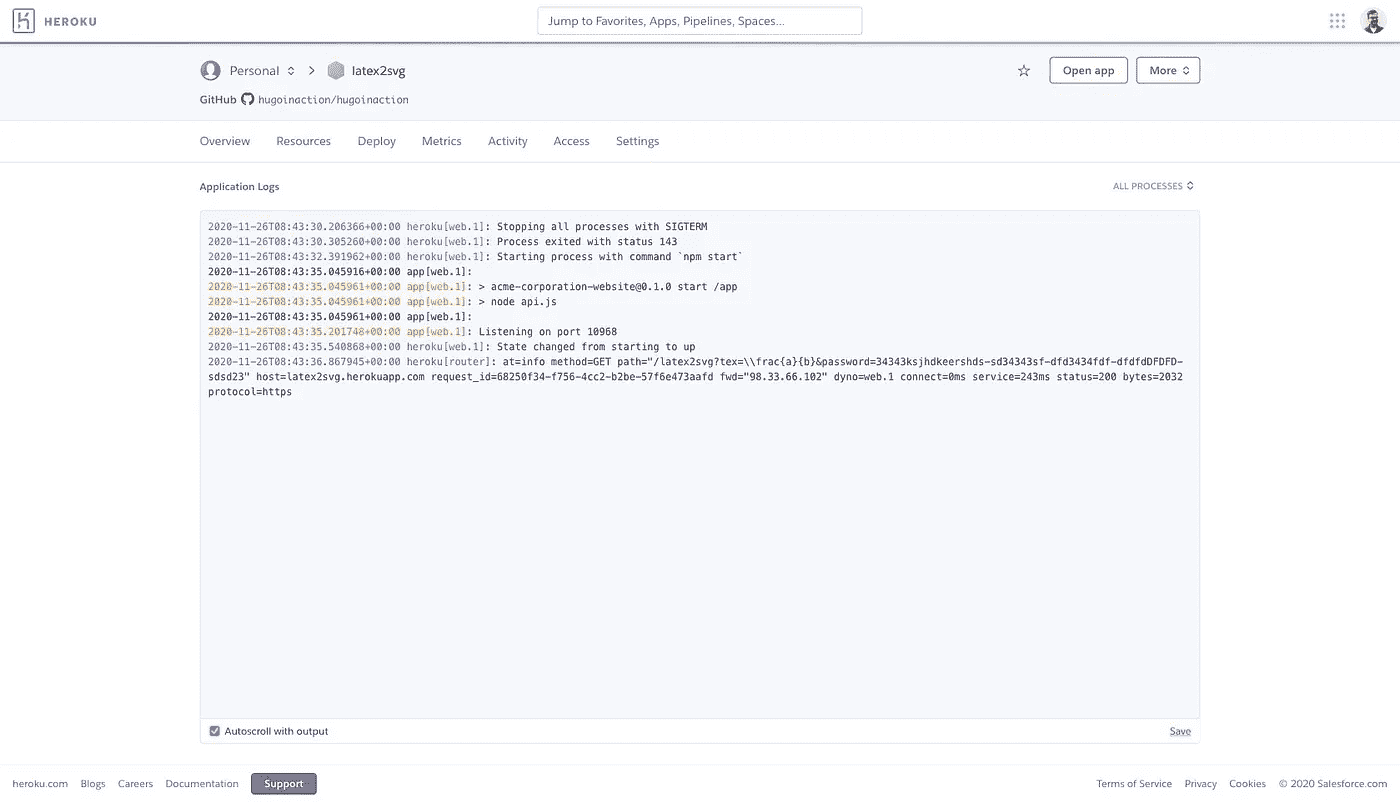 HEROKU
Jump to Favorites, Apps, Pipelines, Spaces...
Personal latex2svg
Open app
More
GitHub hugoinaction/hugoinaction
Overview Resources Deploy Metrics Activity Access Settings
Application Logs
ALL PROCESSES
2020-11-26T08:43:30.206366+00:00 heroku[web.1]: Stopping all processes with SIGTERM
2020-11-26T08:43:30.305260+00:00 heroku[web.1]: Process exited with status 143
2020-11-26T08:43:32.391962+00:00 heroku[web.1]: Starting process with command `npm start`
2020-11-26T08:43:35.045916+00:00 app[web.1]:
2020-11-26T08:43:35.045961+00:00 app[web.1]: > acme-corporation-website@0.1.0 start /app
2020-11-26T08:43:35.045961+00:00 app[web.1]: > node api.js
2020-11-26T08:43:35.045961+00:00 app[web.1]:
2020-11-26T08:43:35.201748+00:00 app[web.1]: Listening on port 10968
2020-11-26T08:43:35.540868+00:00 heroku[web.1]: State changed from starting to up
2020-11-26T08:43:36.867945+00:00 heroku[router]: at=info method=GET path="/latex2svg?tex=\\frac{a}{b}&password=34343ksjhdkeershds-sd34343sf-dfd3434fdf-dfdfdDFDFD-
sdsd23" host=latex2svg.herokuapp.com request_id=68250f34-f756-4cc2-b2be-57f6e473aafd fwd="98.33.66.102" dyno=web.1 connect=0ms service=243ms status=200 bytes=2032
protocol=https
Autoscroll with output
Save
heroku.com Blogs Careers Documentation Support
Terms of Service Privacy Cookies © 2020 Salesforce.com